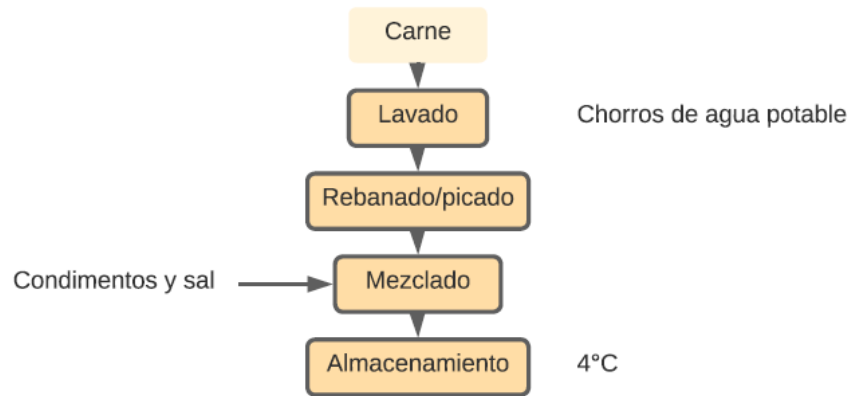 Carne
Lavado
Chorros de agua potable
Rebanado/picado
Condimentos y sal
Mezclado
Almacenamiento
4°C